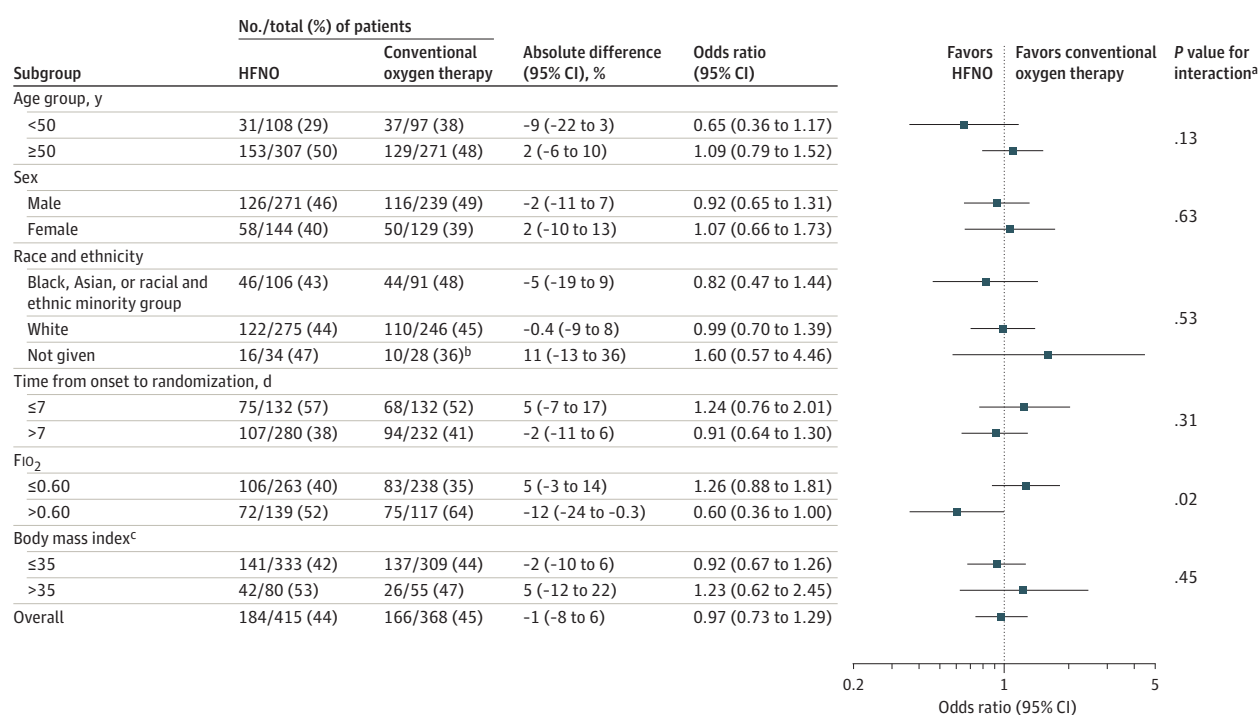 No./total (%) of patients
Subgroup HFNO Conventional oxygen therapy Absolute difference (95% CI), % Odds ratio (95% CI) Favors HFNO Favors conventional oxygen therapy P value for interactionᵃ
Age group, y
<50 31/108 (29) 37/97 (38) -9 (-22 to 3) 0.65 (0.36 to 1.17)
.13
≥50 153/307 (50) 129/271 (48) 2 (-6 to 10) 1.09 (0.79 to 1.52)
Sex
Male 126/271 (46) 116/239 (49) -2 (-11 to 7) 0.92 (0.65 to 1.31)
.63
Female 58/144 (40) 50/129 (39) 2 (-10 to 13) 1.07 (0.66 to 1.73)
Race and ethnicity
Black, Asian, or racial and 46/106 (43) 44/91 (48) -5 (-19 to 9) 0.82 (0.47 to 1.44)
ethnic minority group
.53
White 122/275 (44) 110/246 (45) -0.4 (-9 to 8) 0.99 (0.70 to 1.39)
Not given 16/34 (47) 10/28 (36)ᵇ 11 (-13 to 36) 1.60 (0.57 to 4.46)
Time from onset to randomization, d
≤7 75/132 (57) 68/132 (52) 5 (-7 to 17) 1.24 (0.76 to 2.01)
.31
>7 107/280 (38) 94/232 (41) -2 (-11 to 6) 0.91 (0.64 to 1.30)
FIO₂
≤0.60 106/263 (40) 83/238 (35) 5 (-3 to 14) 1.26 (0.88 to 1.81)
.02
>0.60 72/139 (52) 75/117 (64) -12 (-24 to -0.3) 0.60 (0.36 to 1.00)
Body mass indexᶜ
≤35 141/333 (42) 137/309 (44) -2 (-10 to 6) 0.92 (0.67 to 1.26)
.45
>35 42/80 (53) 26/55 (47) 5 (-12 to 22) 1.23 (0.62 to 2.45)
Overall 184/415 (44) 166/368 (45) -1 (-8 to 6) 0.97 (0.73 to 1.29)
0.2 1 5
Odds ratio (95% CI)